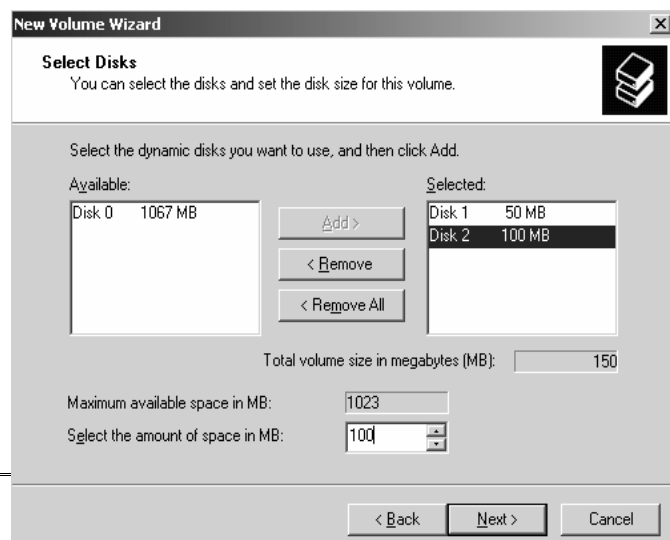 New Volume Wizard
Select Disks
You can select the disks and set the disk size for this volume.
Select the dynamic disks you want to use, and then click Add.
Available:
Disk 0 1067 MB
Add >
< Remove
< Remove All
Selected:
Disk 1 50 MB
Disk 2 100 MB
Total volume size in megabytes (MB): 150
Maximum available space in MB: 1023
Select the amount of space in MB: 100
< Back Next > Cancel